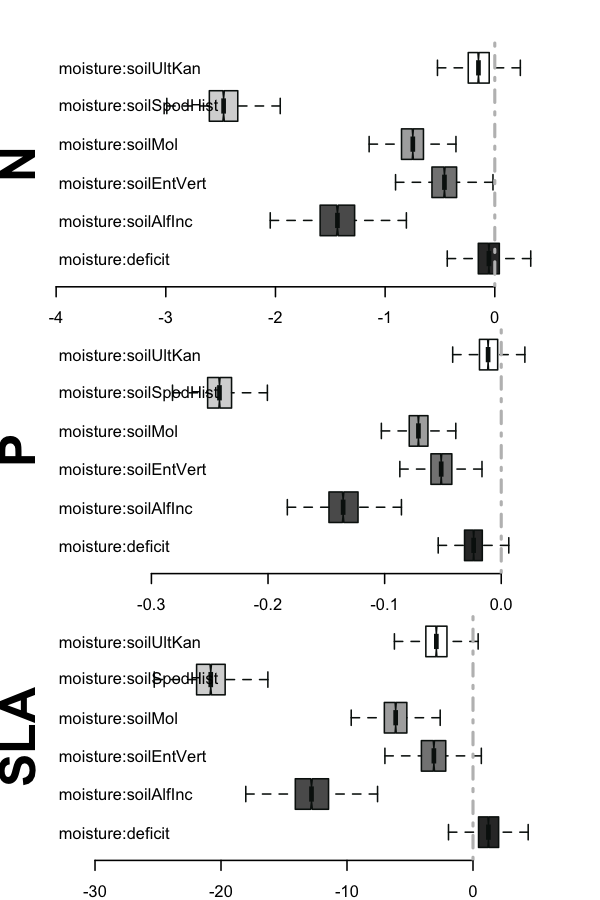 N
moisture:soilUltKan
moisture:soilSpodHist
moisture:soilMol
moisture:soilEntVert
moisture:soilAlfInc
moisture:deficit
-4 -3 -2 -1 0
P
moisture:soilUltKan
moisture:soilSpodHist
moisture:soilMol
moisture:soilEntVert
moisture:soilAlfInc
moisture:deficit
-0.3 -0.2 -0.1 0.0
SLA
moisture:soilUltKan
moisture:soilSpodHist
moisture:soilMol
moisture:soilEntVert
moisture:soilAlfInc
moisture:deficit
-30 -20 -10 0